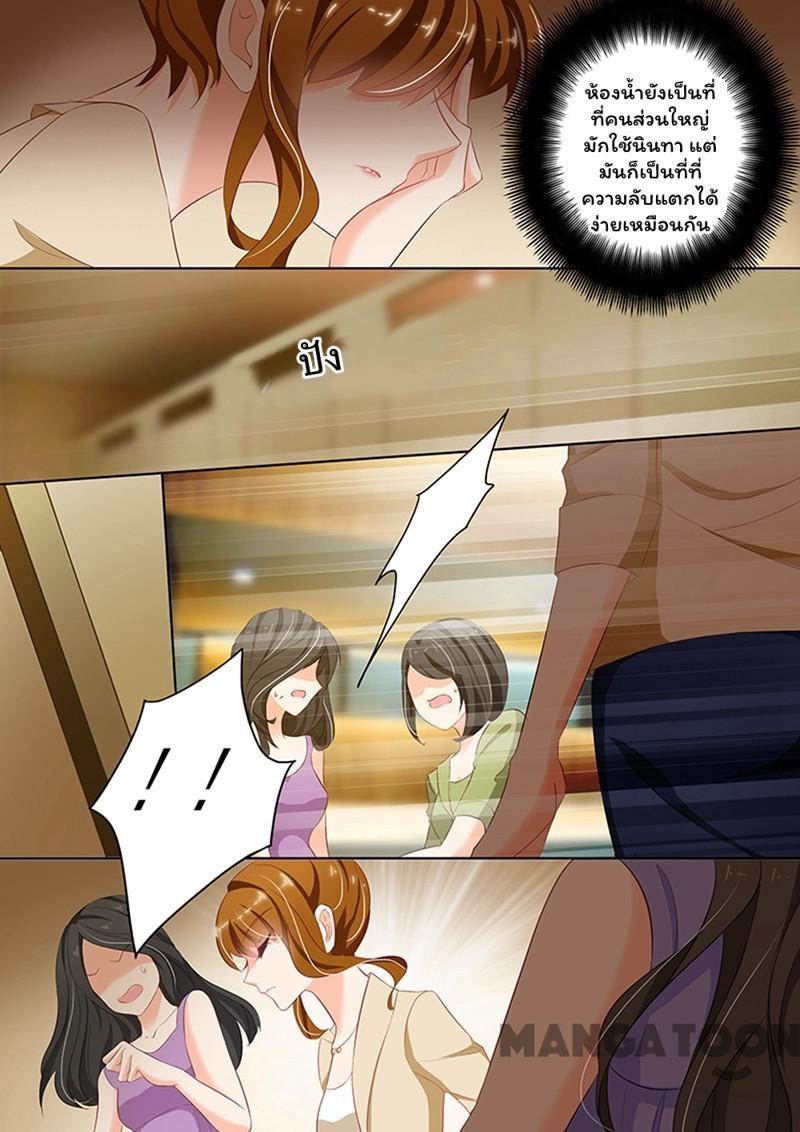 ห้องน้ำยังเป็นที่
ที่คนส่วนใหญ่
มักใช้นินทา แต่
มันก็เป็นที่ที่
ความลับแตกได้
ง่ายเหมือนกัน
ปัง
! !
MANGATOON